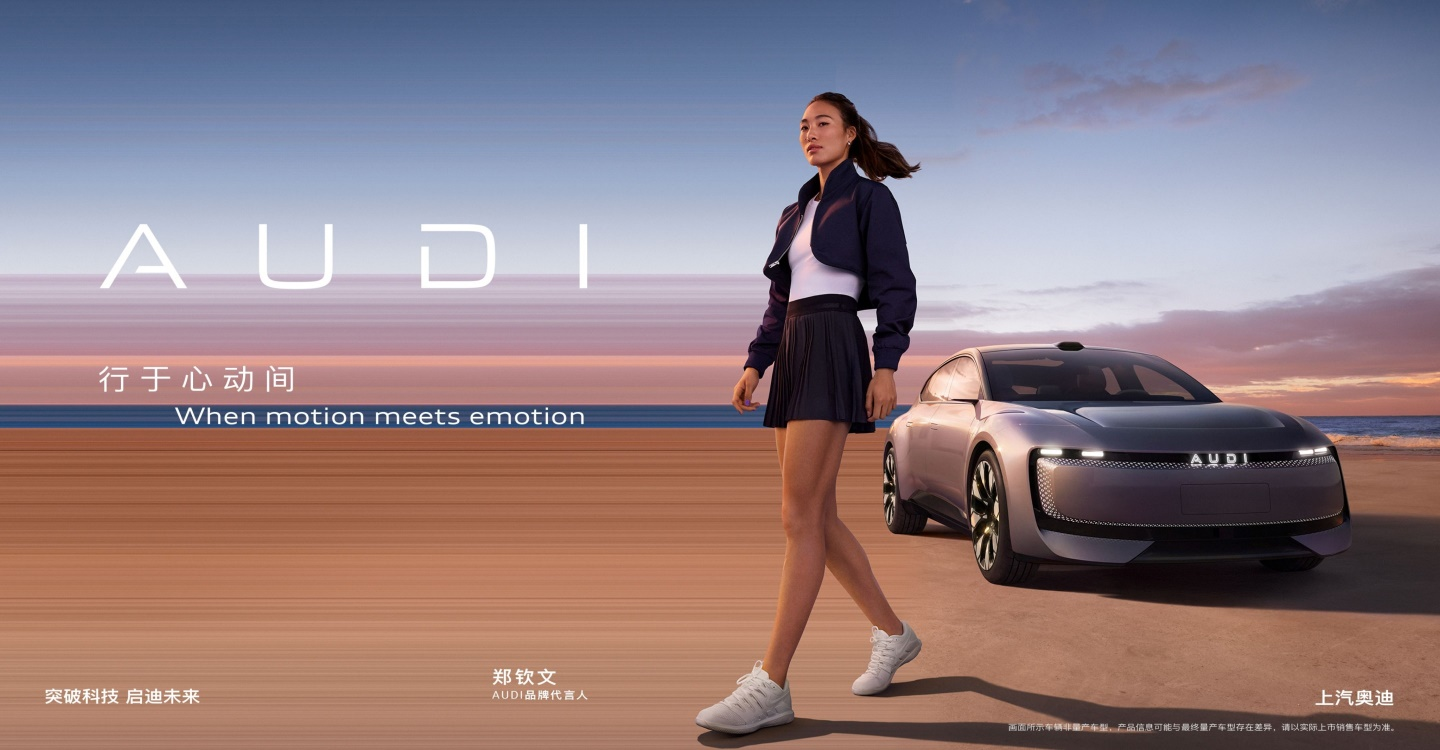 AUDI
行于心动间
When motion meets emotion
AUDI
郑钦文
AUDI品牌代言人
突破科技 启迪未来
上汽奥迪
画面所示车辆非量产车型，产品信息可能与最终量产车型存在差异，请以实际上市销售车型为准。